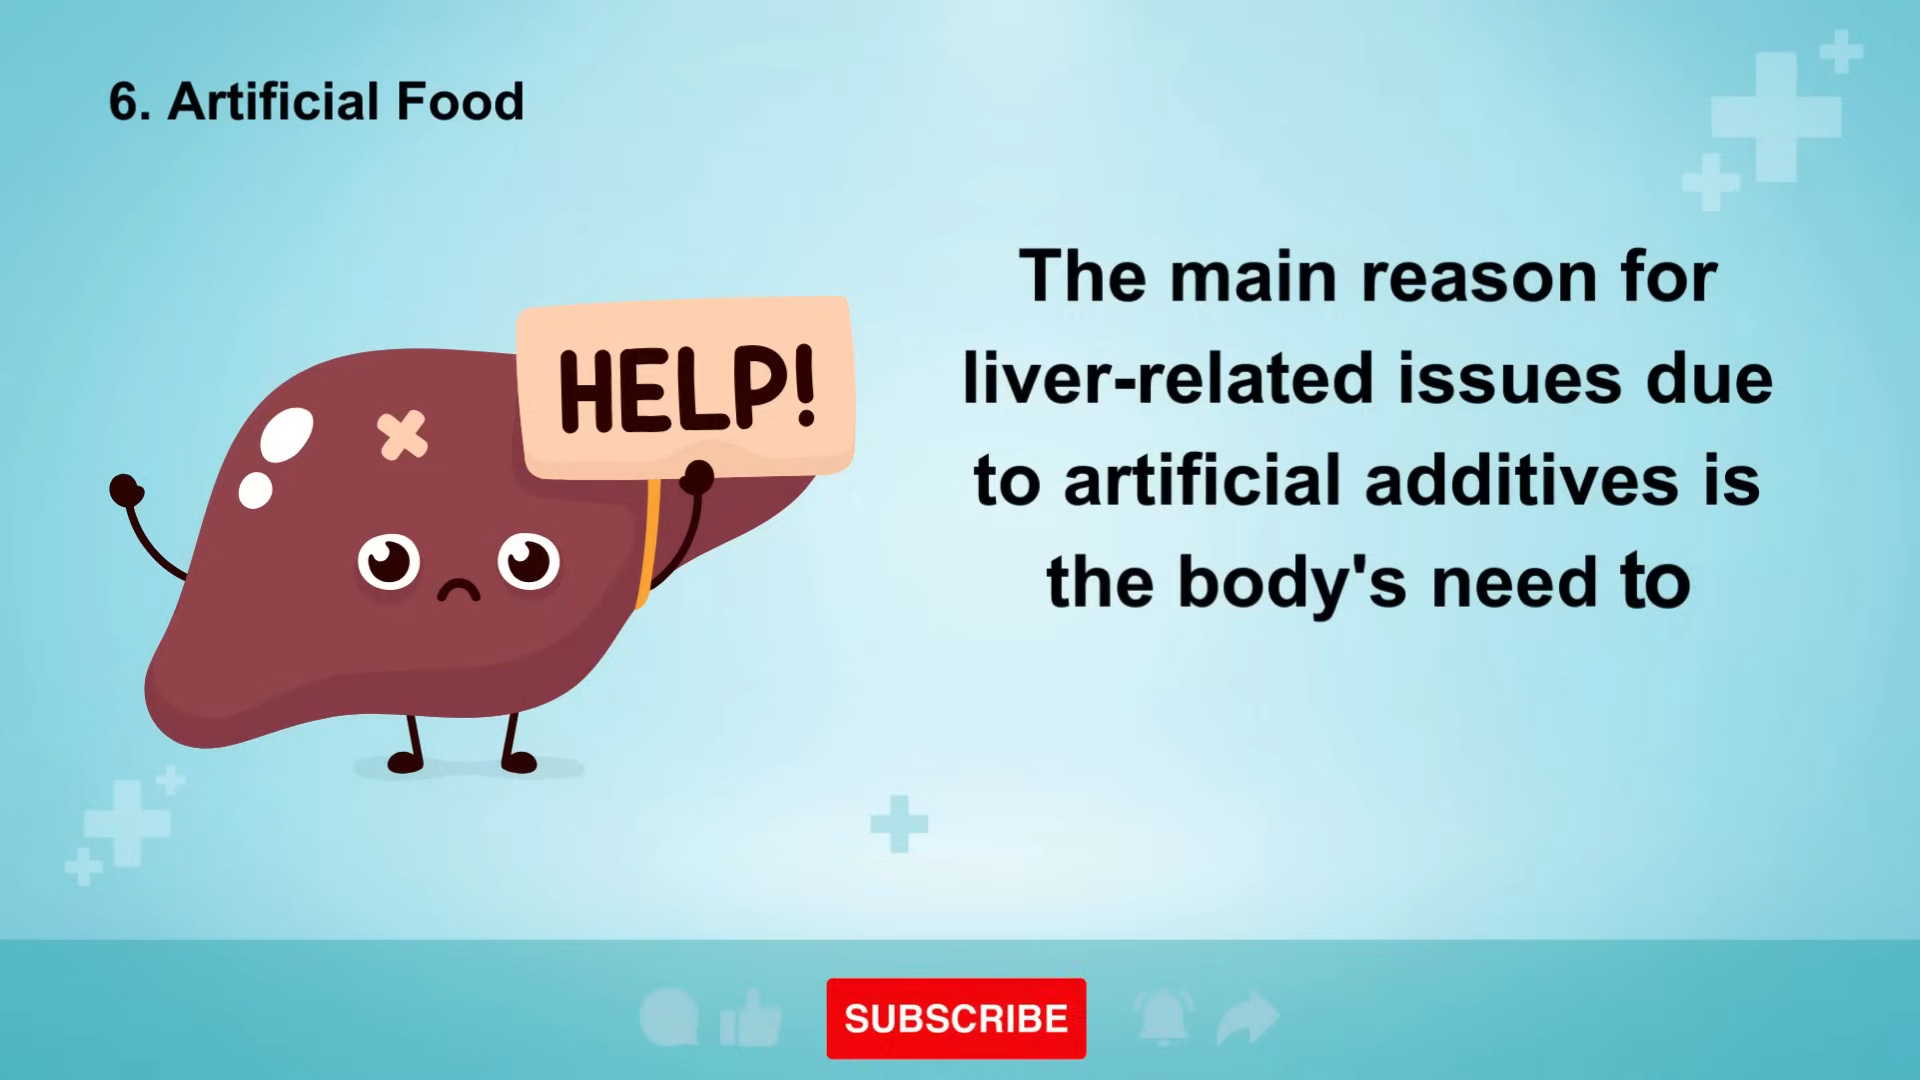 6. Artificial Food
HELP!
The main reason for
liver-related issues due
to artificial additives is
the body's need to
SUBSCRIBE